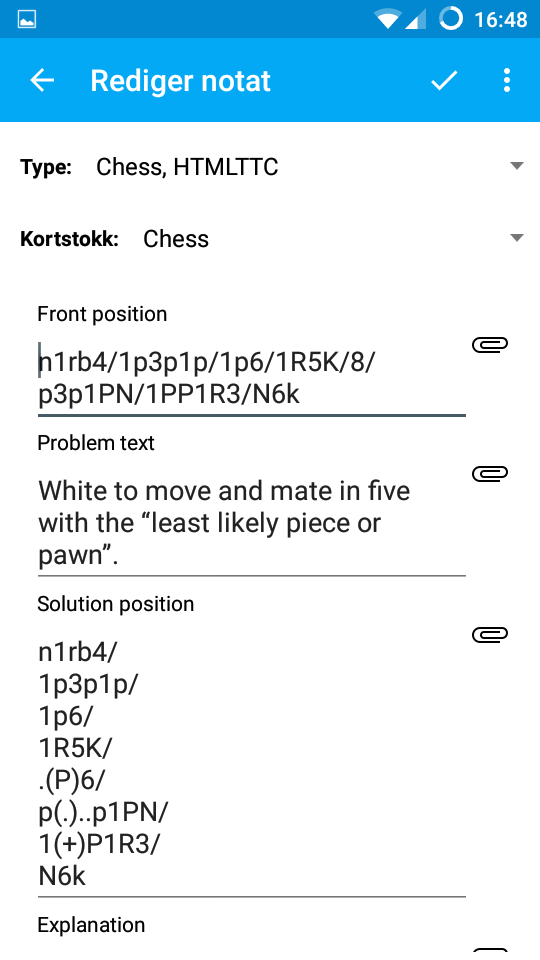 16:48
Rediger notat
Type: Chess, HTMLTTC
Kortstokk: Chess
Front position
n1rb4/1p3p1p/1p6/1R5K/8/
p3p1PN/1PP1R3/N6k
Problem text
White to move and mate in five
with the “least likely piece or
pawn”.
Solution position
n1rb4/
1p3p1p/
1p6/
1R5K/
.(P)6/
p(.)..p1PN/
1(+)P1R3/
N6k
Explanation